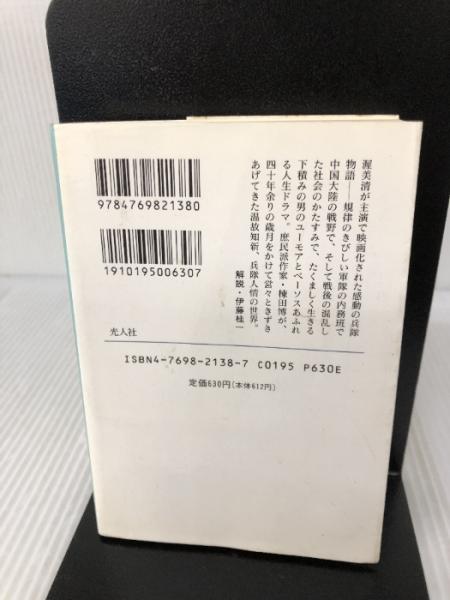 渥美清が主演で映画化された感動の兵隊
物語――規律のきびしい軍隊の内務班で
中国大陸の戦野で、そして戦後の混乱し
た社会のかたすみで、たくましく生きる
下積みの男のユーモアとペーソスあふれ
る人生ドラマ。庶民派作家・棟田博が、
四十年余りの歳月をかけて営々ときずき
あげてきた温故知新、兵隊人情の世界。
解説・伊藤桂一
9784769821380
1910195006307
光人社
ISBN4-7698-2138-7 C0195 P630E
定価630円(本体612円)